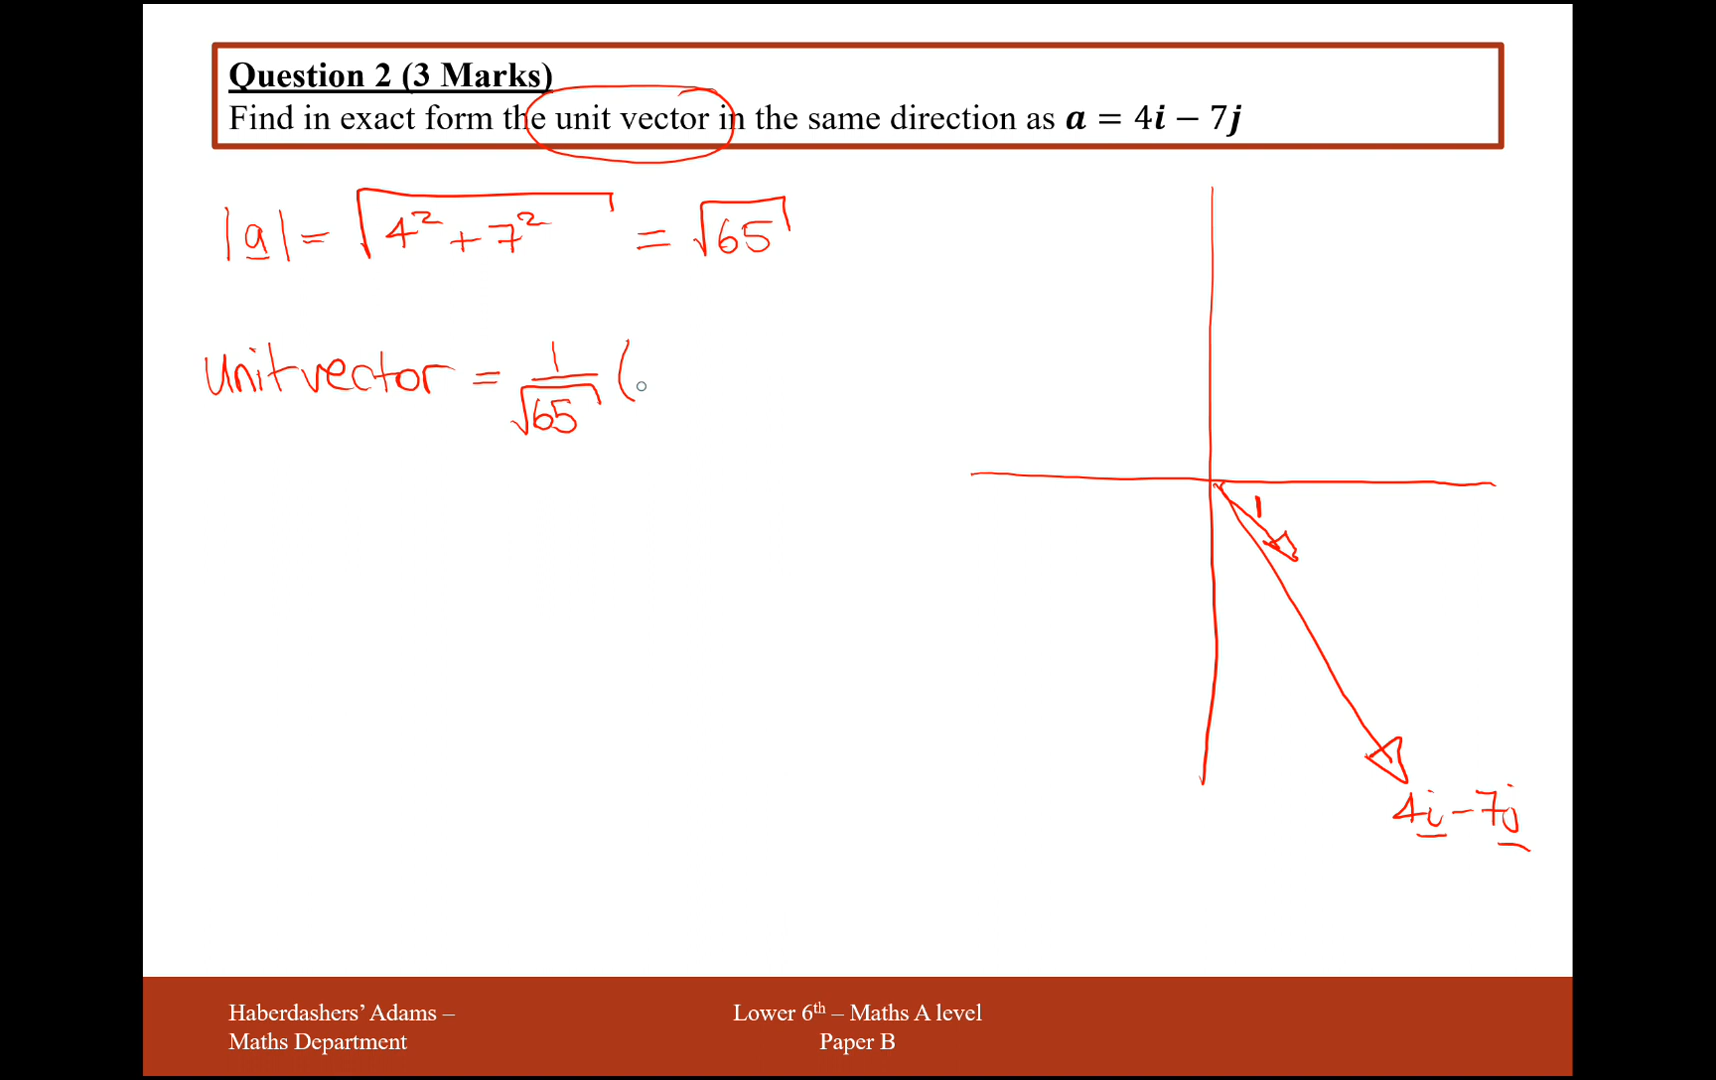 Question 2 (3 Marks)
Find in exact form the unit vector in the same direction as a = 4i − 7j
|a| = √4² + 7² = √65
Unit vector = 1/√65 (
1
4i − 7j
Haberdashers’ Adams –
Maths Department
Lower 6th – Maths A level
Paper B